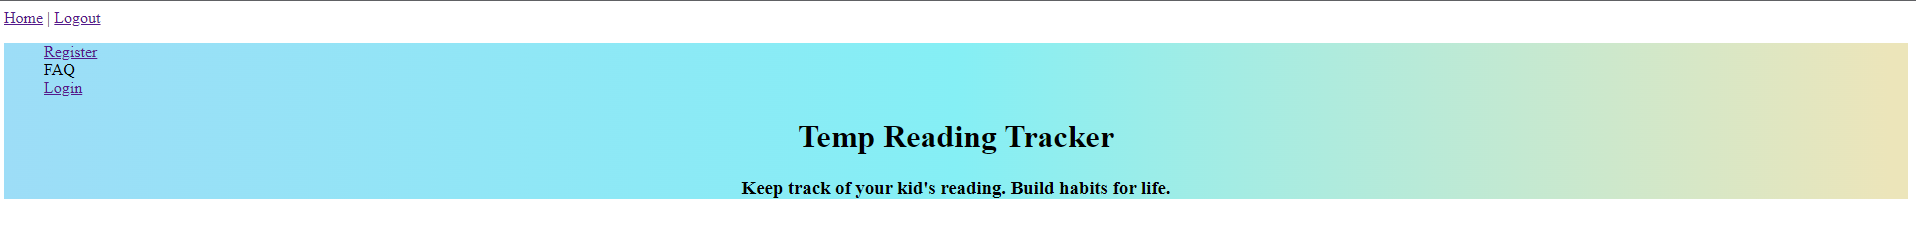 Home | Logout
Register
FAQ
Login
Temp Reading Tracker
Keep track of your kid's reading. Build habits for life.